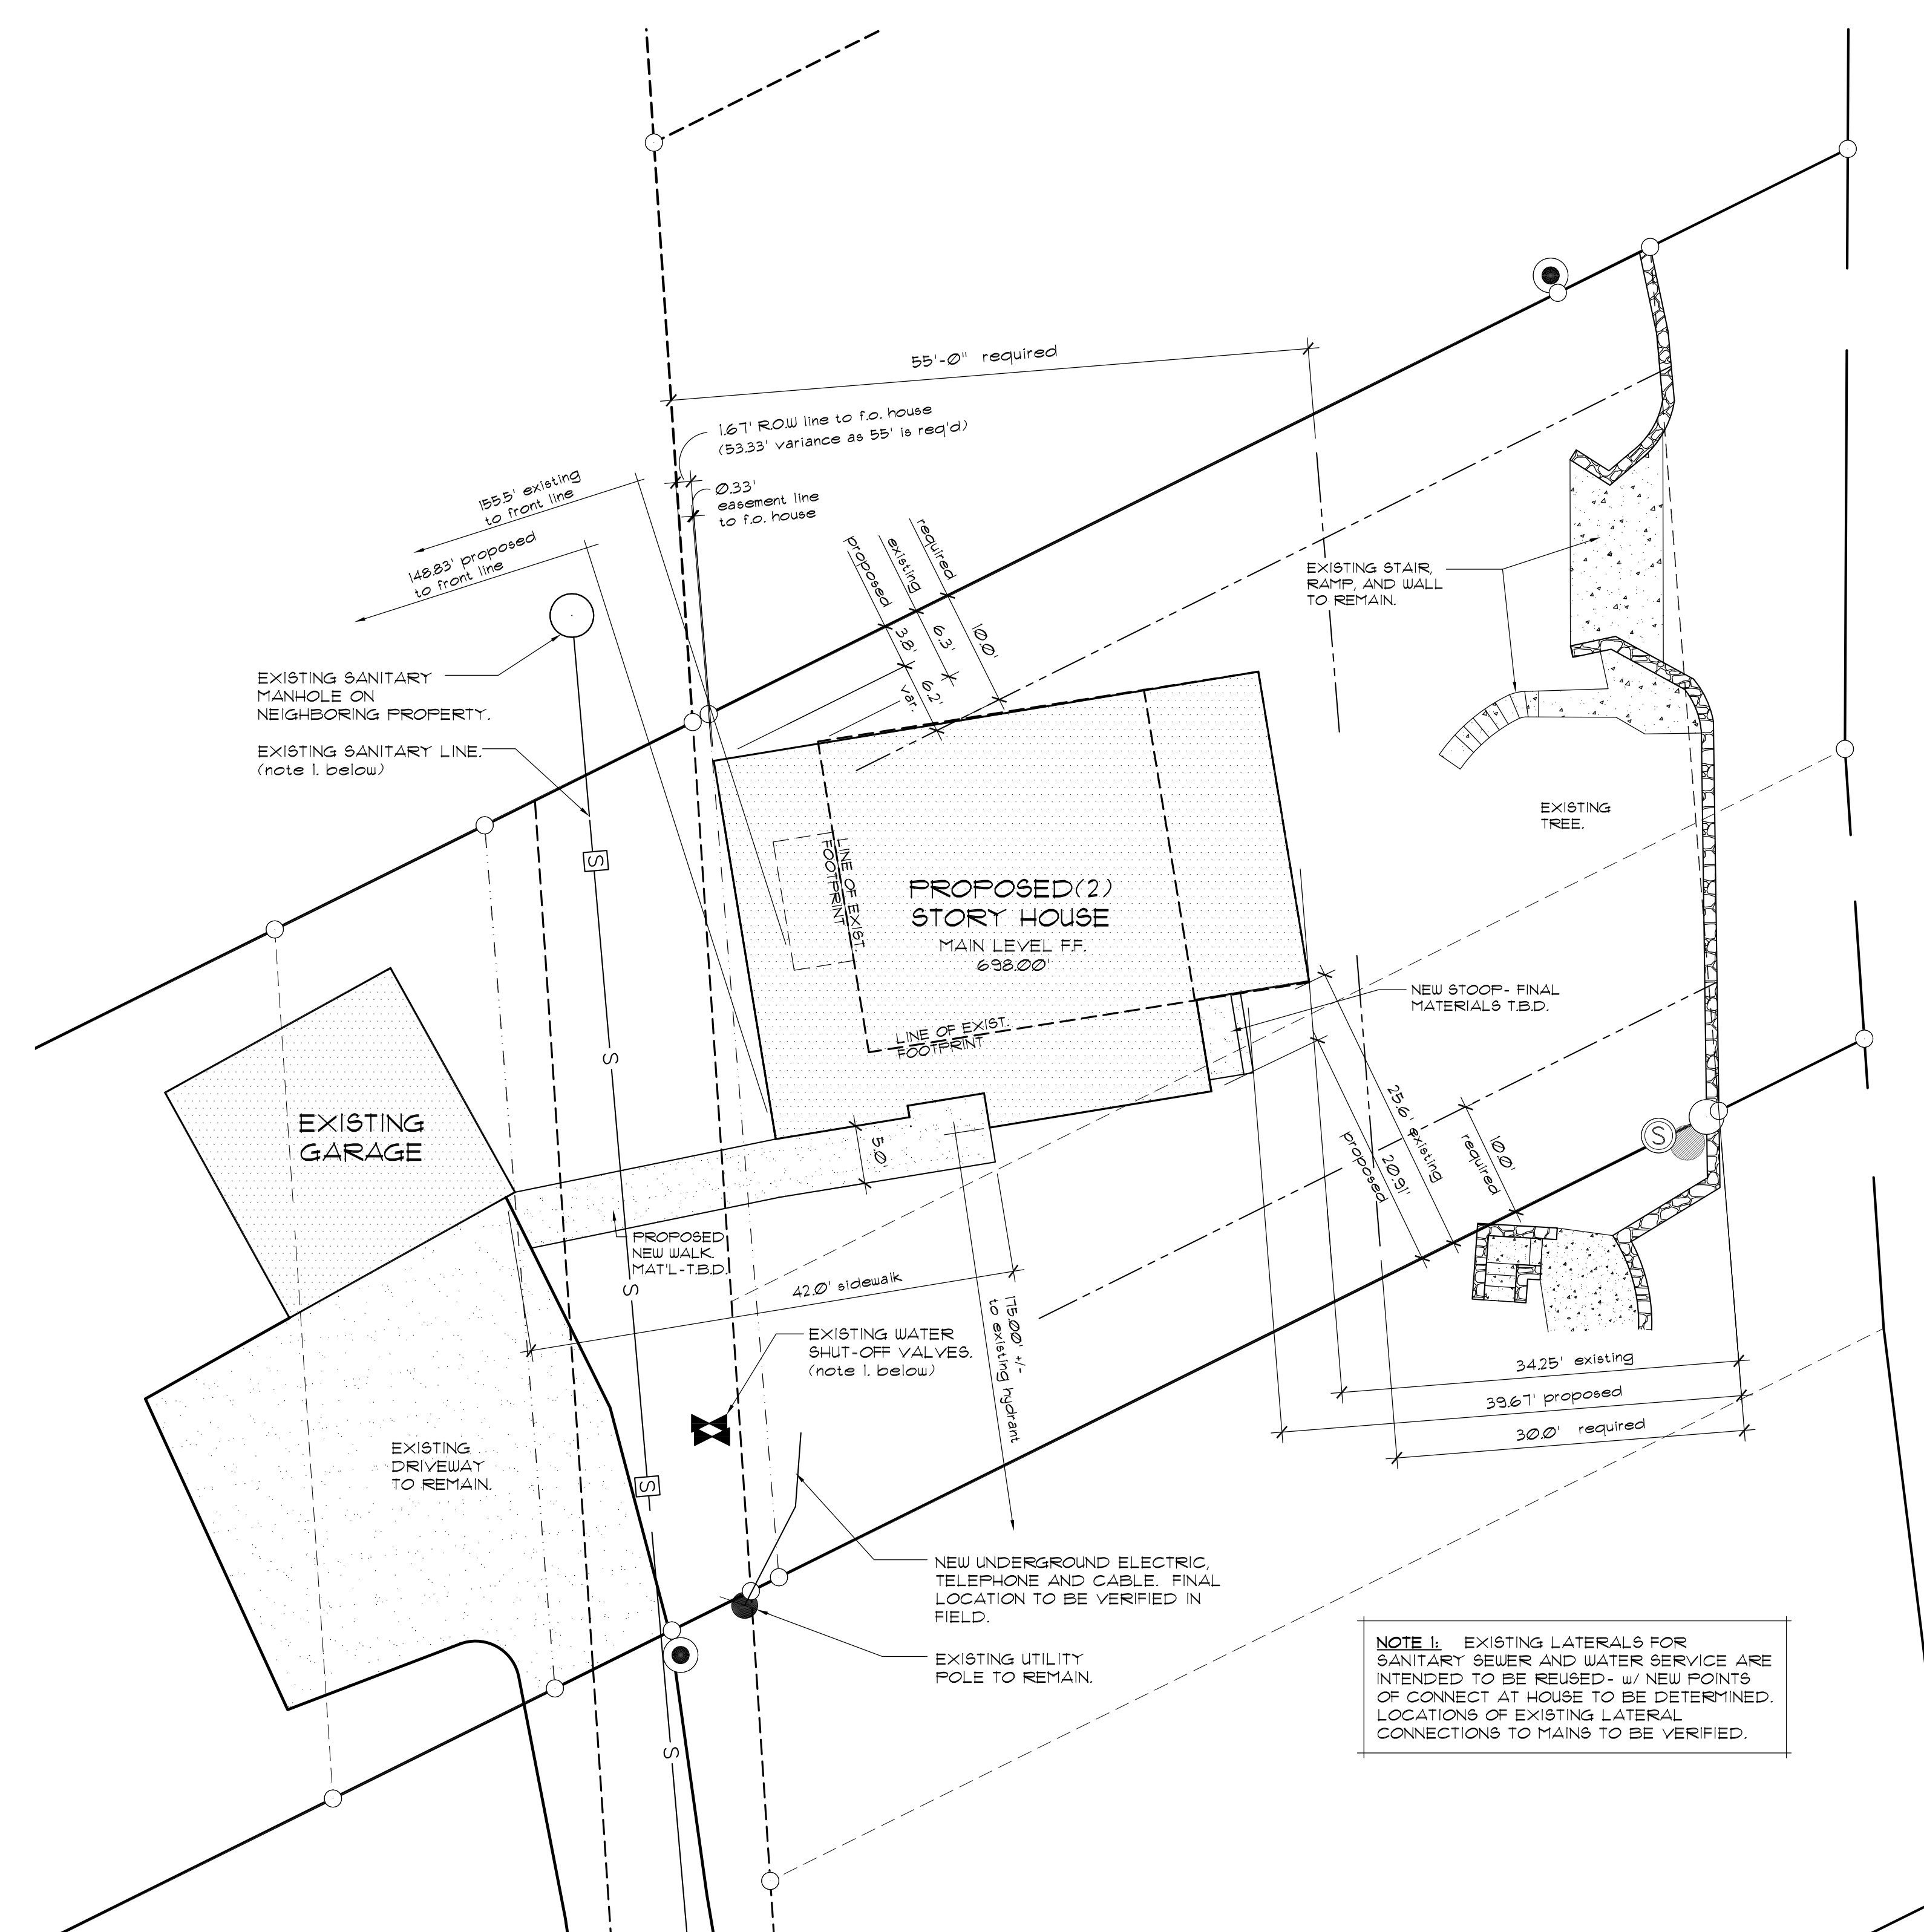 55'-0" required
1.67' R.O.W line to f.o. house
(53.33' variance as 55' is req'd)
0.33'
easement line
to f.o. house
155.5' existing
to front line
148.83' proposed
to front line
required
existing
proposed
10.0'
6.3'
3.8'
6.2'
var.
EXISTING STAIR,
RAMP, AND WALL
TO REMAIN.
EXISTING SANITARY
MANHOLE ON
NEIGHBORING PROPERTY.
EXISTING SANITARY LINE.
(note 1. below)
EXISTING
TREE.
S
LINE OF EXIST.
FOOTPRINT
PROPOSED(2)
STORY HOUSE
MAIN LEVEL F.F.
698.00'
NEW STOOP- FINAL
MATERIALS T.B.D.
LINE OF EXIST.
FOOTPRINT
S
EXISTING
GARAGE
5.0'
25.6' existing
20.91'
proposed
10.0'
required
S
PROPOSED
NEW WALK.
MAT'L-T.B.D.
S
42.0' sidewalk
175.00' +/-
to existing hydrant
EXISTING WATER
SHUT-OFF VALVES.
(note 1. below)
34.25' existing
39.67' proposed
30.0' required
EXISTING
DRIVEWAY
TO REMAIN.
S
NEW UNDERGROUND ELECTRIC,
TELEPHONE AND CABLE. FINAL
LOCATION TO BE VERIFIED IN
FIELD.
EXISTING UTILITY
POLE TO REMAIN.
S
NOTE 1: EXISTING LATERALS FOR
SANITARY SEWER AND WATER SERVICE ARE
INTENDED TO BE REUSED- w/ NEW POINTS
OF CONNECT AT HOUSE TO BE DETERMINED.
LOCATIONS OF EXISTING LATERAL
CONNECTIONS TO MAINS TO BE VERIFIED.